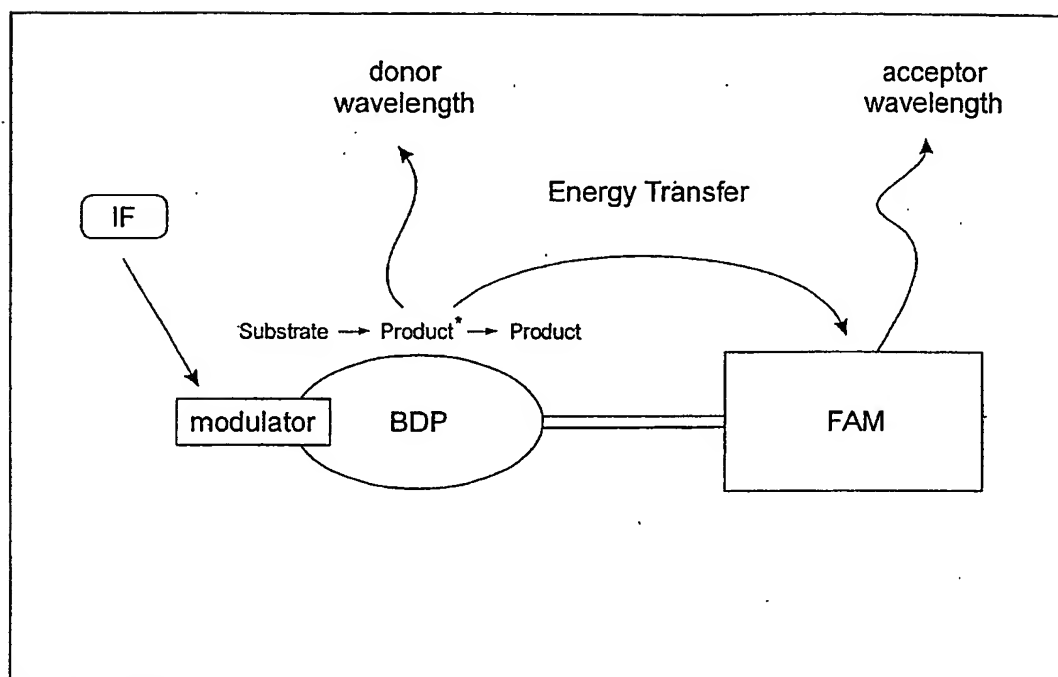 donor
wavelength
acceptor
wavelength
Energy Transfer
IF
Substrate → Product* → Product
modulator
BDP
FAM